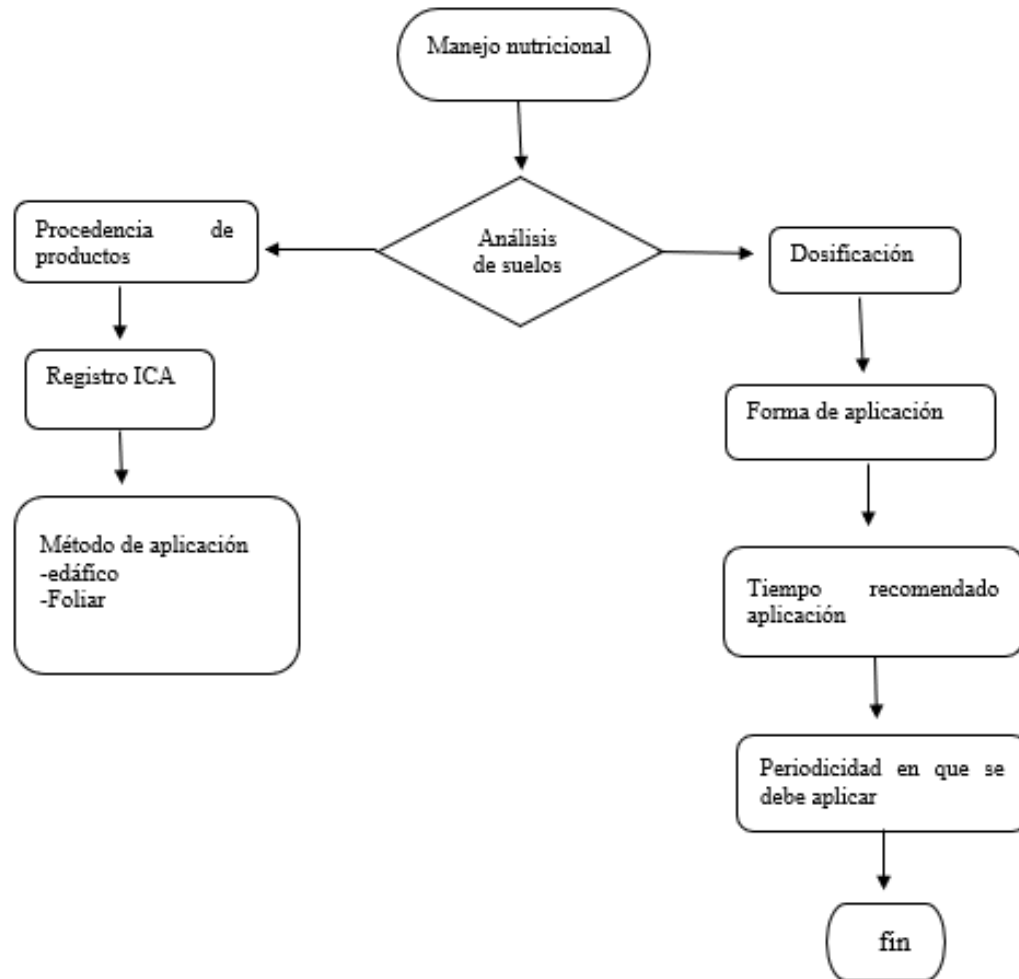 Manejo nutricional
Análisis
de suelos
Procedencia de
productos
Registro ICA
Método de aplicación
-edáfico
-Foliar
Dosificación
Forma de aplicación
Tiempo recomendado
aplicación
Periodicidad en que se
debe aplicar
fin